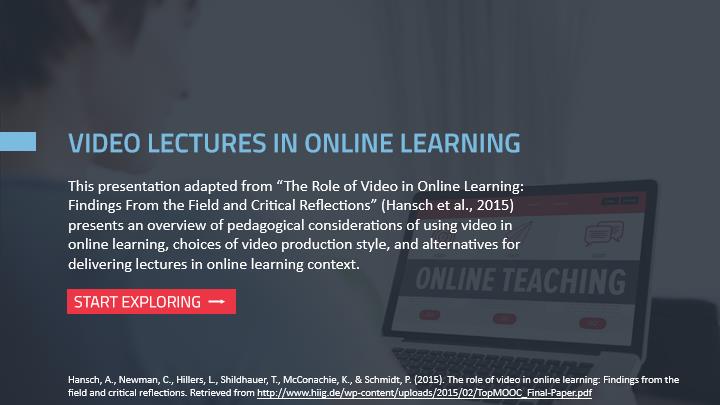 VIDEO LECTURES IN ONLINE LEARNING
This presentation adapted from “The Role of Video in Online Learning:
Findings From the Field and Critical Reflections” (Hansch et al., 2015)
presents an overview of pedagogical considerations of using video in
online learning, choices of video production style, and alternatives for
delivering lectures in online learning context.
ONLINE TEACHING
START EXPLORING →
Hansch, A., Newman, C., Hillers, L., Shildhauer, T., McConachie, K., & Schmidt, P. (2015). The role of video in online learning: Findings from the
field and critical reflections. Retrieved from http://www.hiig.de/wp-content/uploads/2015/02/TopMOOC_Final-Paper.pdf